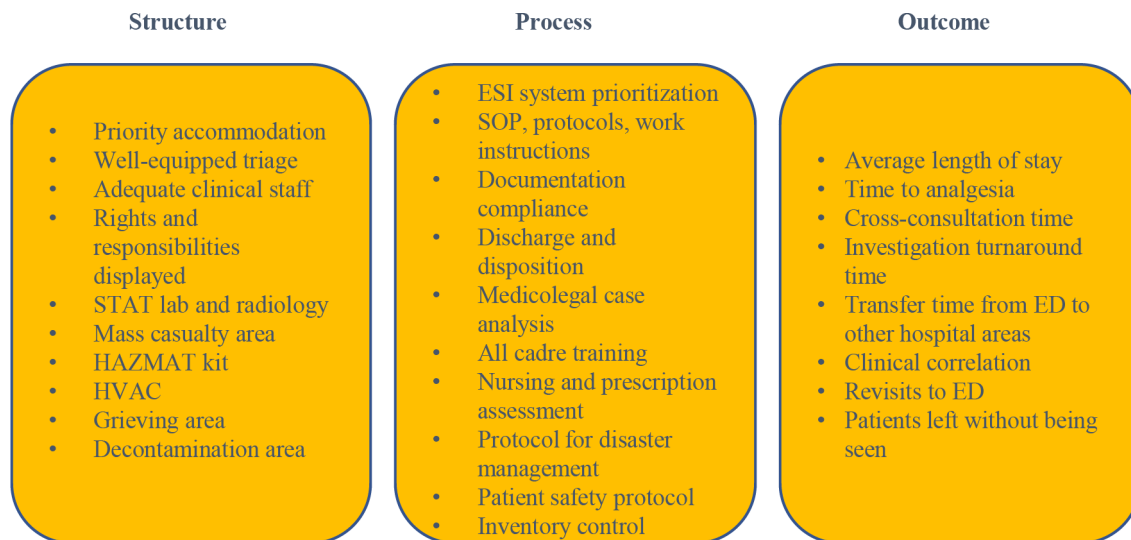 Structure
Process
Outcome
• Priority accommodation
• Well-equipped triage
• Adequate clinical staff
• Rights and
responsibilities
displayed
• STAT lab and radiology
• Mass casualty area
• HAZMAT kit
• HVAC
• Grieving area
• Decontamination area
• ESI system prioritization
• SOP, protocols, work
instructions
• Documentation
compliance
• Discharge and
disposition
• Medicolegal case
analysis
• All cadre training
• Nursing and prescription
assessment
• Protocol for disaster
management
• Patient safety protocol
• Inventory control
• Average length of stay
• Time to analgesia
• Cross-consultation time
• Investigation turnaround
time
• Transfer time from ED to
other hospital areas
• Clinical correlation
• Revisits to ED
• Patients left without being
seen